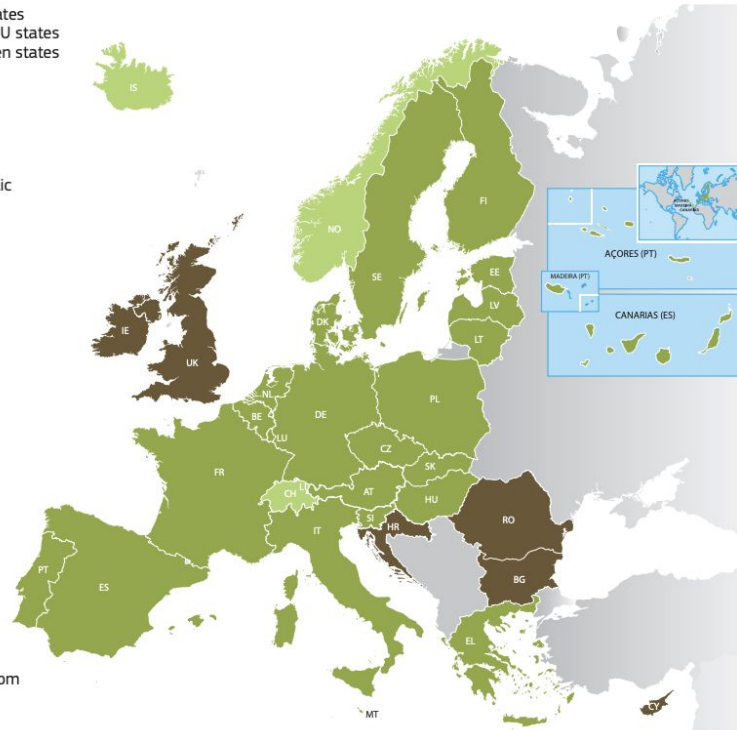 ates
U states
en states
IS
ic
FI
NO
AÇORES (PT)
SE
EE
MADEIRA (PT)
LV
CANARIAS (ES)
DK
LT
IE
UK
NL
PL
BE
DE
LU
CZ
FR
SK
CH
LI
AT
HU
SI
HR
RO
IT
PT
ES
BG
EL
om
CY
MT